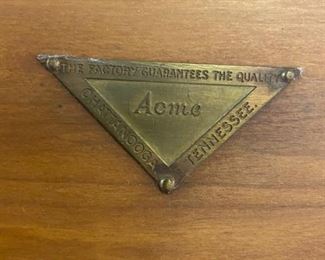 THE FACTORY GUARANTEES THE QUALITY
Acme
CHATTANOOGA
TENNESSEE.